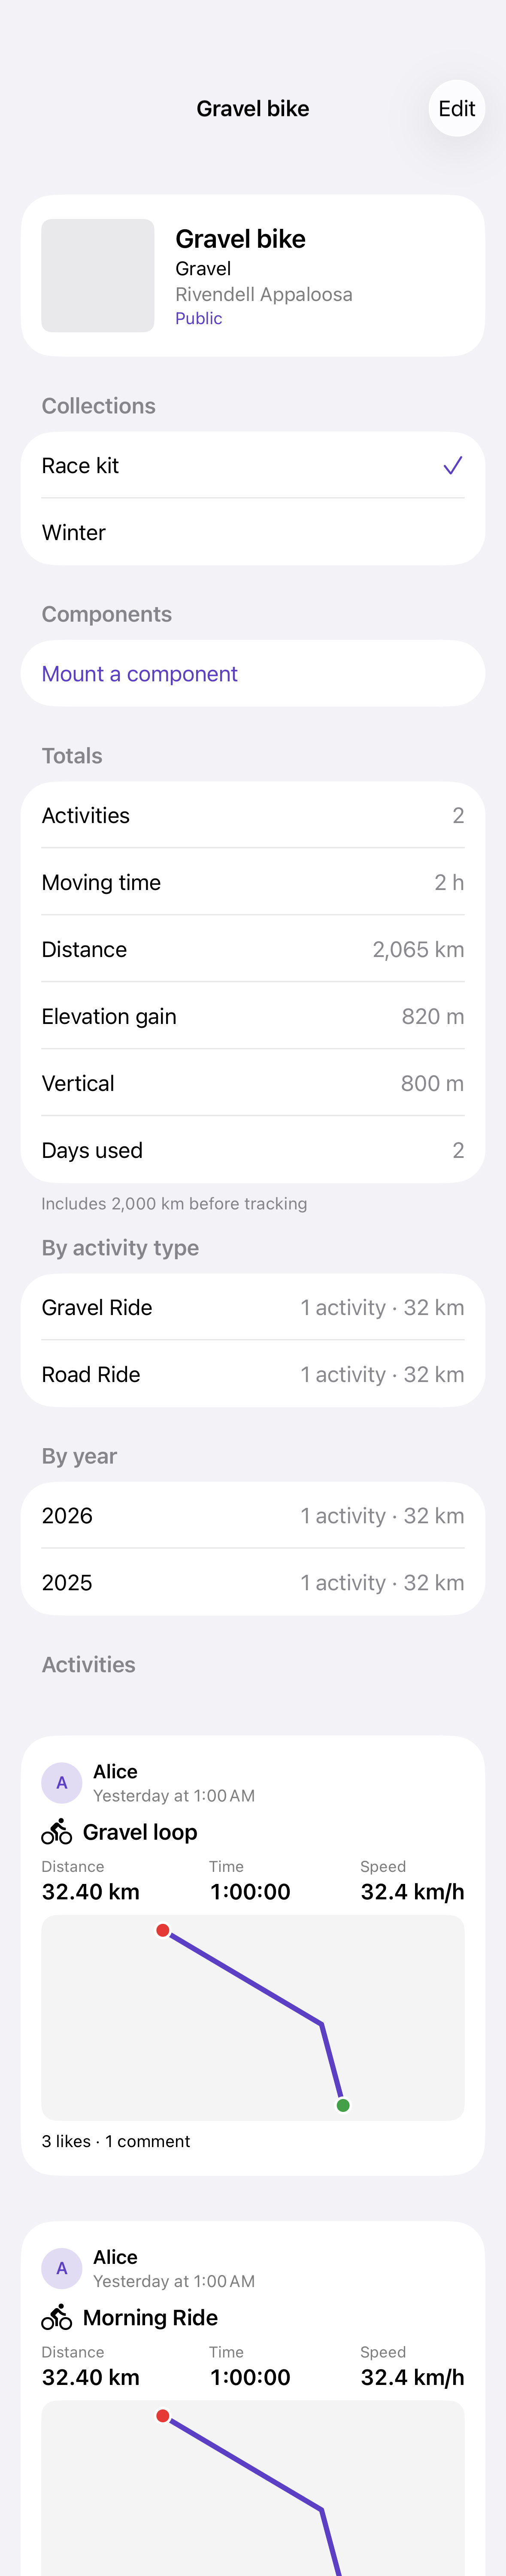 Gravel bike
Edit
Gravel bike
Gravel
Rivendell Appaloosa
Public
Collections
Race kit
Winter
Components
Mount a component
Totals
Activities 2
Moving time 2 h
Distance 2,065 km
Elevation gain 820 m
Vertical 800 m
Days used 2
Includes 2,000 km before tracking
By activity type
Gravel Ride 1 activity · 32 km
Road Ride 1 activity · 32 km
By year
2026 1 activity · 32 km
2025 1 activity · 32 km
Activities
A
Alice
Yesterday at 1:00 AM
Gravel loop
Distance Time Speed
32.40 km 1:00:00 32.4 km/h
3 likes · 1 comment
A
Alice
Yesterday at 1:00 AM
Morning Ride
Distance Time Speed
32.40 km 1:00:00 32.4 km/h